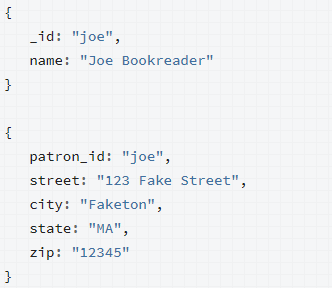 {
_id: "joe",
name: "Joe Bookreader"
}
{
patron_id: "joe",
street: "123 Fake Street",
city: "Faketon",
state: "MA",
zip: "12345"
}